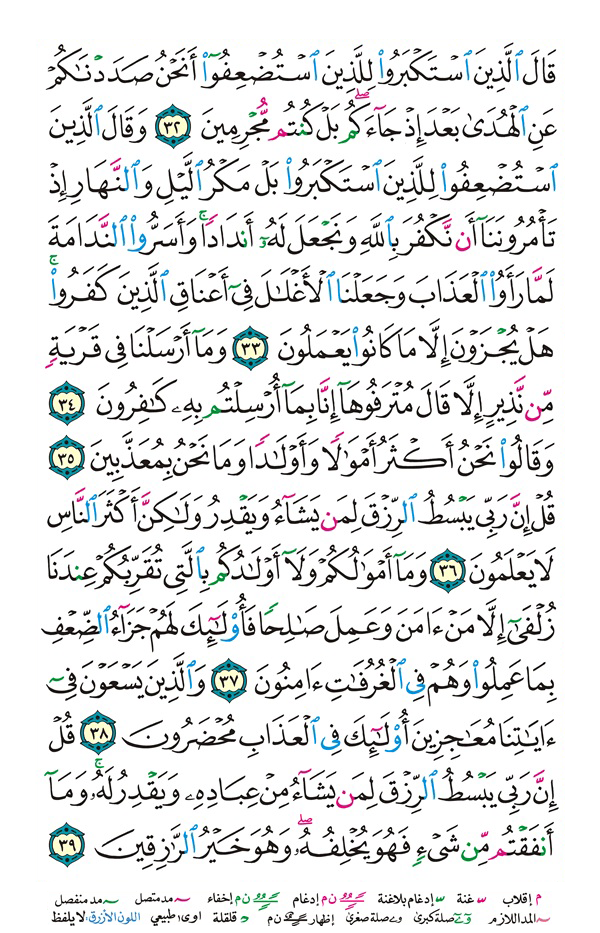 قَالَ ٱلَّذِينَ ٱسْتَكْبَرُوا۟ لِلَّذِينَ ٱسْتُضْعِفُوٓا۟ أَنَحْنُ صَدَدْنَٰكُمْ
عَنِ ٱلْهُدَىٰ بَعْدَ إِذْ جَآءَكُم ۖ بَلْ كُنتُم مُّجْرِمِينَ ٣٢ وَقَالَ ٱلَّذِينَ
ٱسْتُضْعِفُوا۟ لِلَّذِينَ ٱسْتَكْبَرُوا۟ بَلْ مَكْرُ ٱلَّيْلِ وَٱلنَّهَارِ إِذْ
تَأْمُرُونَنَآ أَن نَّكْفُرَ بِٱللَّهِ وَنَجْعَلَ لَهُۥٓ أَندَادًا ۚ وَأَسَرُّوا۟ ٱلنَّدَامَةَ
لَمَّا رَأَوُا۟ ٱلْعَذَابَ وَجَعَلْنَا ٱلْأَغْلَٰلَ فِىٓ أَعْنَاقِ ٱلَّذِينَ كَفَرُوا۟ ۚ
هَلْ يُجْزَوْنَ إِلَّا مَا كَانُوا۟ يَعْمَلُونَ ٣٣ وَمَآ أَرْسَلْنَا فِى قَرْيَةٍ
مِّن نَّذِيرٍ إِلَّا قَالَ مُتْرَفُوهَآ إِنَّا بِمَآ أُرْسِلْتُم بِهِۦ كَٰفِرُونَ ٣٤
وَقَالُوا۟ نَحْنُ أَكْثَرُ أَمْوَٰلًا وَأَوْلَٰدًا وَمَا نَحْنُ بِمُعَذَّبِينَ ٣٥
قُلْ إِنَّ رَبِّى يَبْسُطُ ٱلرِّزْقَ لِمَن يَشَآءُ وَيَقْدِرُ وَلَٰكِنَّ أَكْثَرَ ٱلنَّاسِ
لَا يَعْلَمُونَ ٣٦ وَمَآ أَمْوَٰلُكُمْ وَلَآ أَوْلَٰدُكُم بِٱلَّتِى تُقَرِّبُكُمْ عِندَنَا
زُلْفَىٰٓ إِلَّا مَنْ ءَامَنَ وَعَمِلَ صَٰلِحًا فَأُو۟لَٰٓئِكَ لَهُمْ جَزَآءُ ٱلضِّعْفِ
بِمَا عَمِلُوا۟ وَهُمْ فِى ٱلْغُرُفَٰتِ ءَامِنُونَ ٣٧ وَٱلَّذِينَ يَسْعَوْنَ فِىٓ
ءَايَٰتِنَا مُعَٰجِزِينَ أُو۟لَٰٓئِكَ فِى ٱلْعَذَابِ مُحْضَرُونَ ٣٨ قُلْ
إِنَّ رَبِّى يَبْسُطُ ٱلرِّزْقَ لِمَن يَشَآءُ مِنْ عِبَادِهِۦ وَيَقْدِرُ لَهُۥ ۚ وَمَآ
أَنفَقْتُم مِّن شَىْءٍ فَهُوَ يُخْلِفُهُۥ ۖ وَهُوَ خَيْرُ ٱلرَّٰزِقِينَ ٣٩
م إقلاب غنة إدغام بلاغنة ن م إدغام ن م إخفاء مد متصل مد منفصل
المد اللازم صلة كبرى صلة صغرى إظهار ن م قلقلة اوى طبيعي اللون الأزرق: لا يلفظ